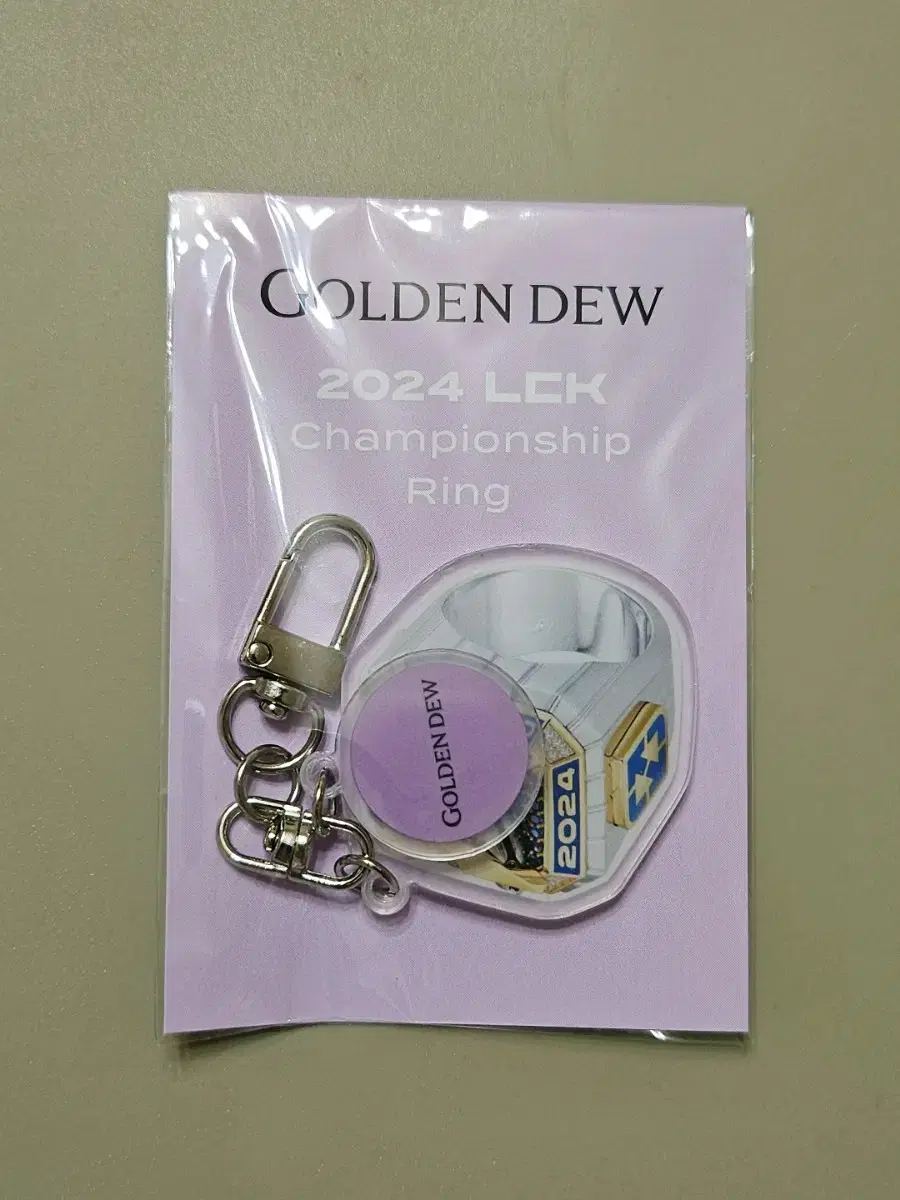 GOLDEN DEW
2024 LCK
Championship
Ring
GOLDEN DEW
2024